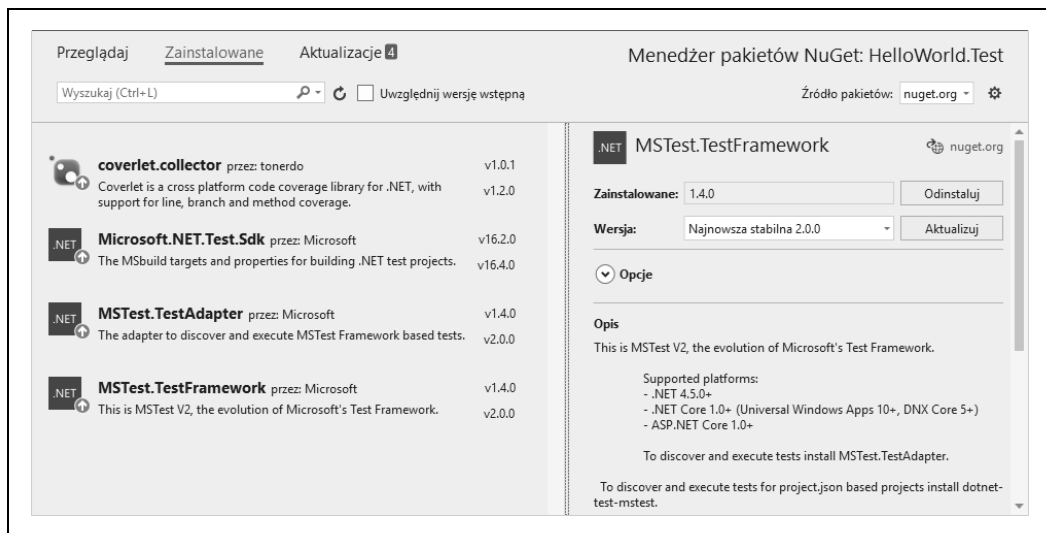 Przeglądaj Zainstalowane Aktualizacje 4
Menedżer pakietów NuGet: HelloWorld.Test
Wyszukaj (Ctrl+L) Uwzględnij wersję wstępną
Źródło pakietów: nuget.org
coverlet.collector przez: tonerdo v1.0.1
Coverlet is a cross platform code coverage library for .NET, with v1.2.0
support for line, branch and method coverage.
.NET Microsoft.NET.Test.Sdk przez: Microsoft v16.2.0
The MSbuild targets and properties for building .NET test projects. v16.4.0
.NET MSTest.TestAdapter przez: Microsoft v1.4.0
The adapter to discover and execute MSTest Framework based tests. v2.0.0
.NET MSTest.TestFramework przez: Microsoft v1.4.0
This is MSTest V2, the evolution of Microsoft's Test Framework. v2.0.0
.NET MSTest.TestFramework nuget.org
Zainstalowane: 1.4.0 Odinstaluj
Wersja: Najnowsza stabilna 2.0.0 Aktualizuj
Opcje
Opis
This is MSTest V2, the evolution of Microsoft's Test Framework.
Supported platforms:
- .NET 4.5.0+
- .NET Core 1.0+ (Universal Windows Apps 10+, DNX Core 5+)
- ASP.NET Core 1.0+
To discover and execute tests install MSTest.TestAdapter.
To discover and execute tests for project.json based projects install dotnet-
test-mstest.